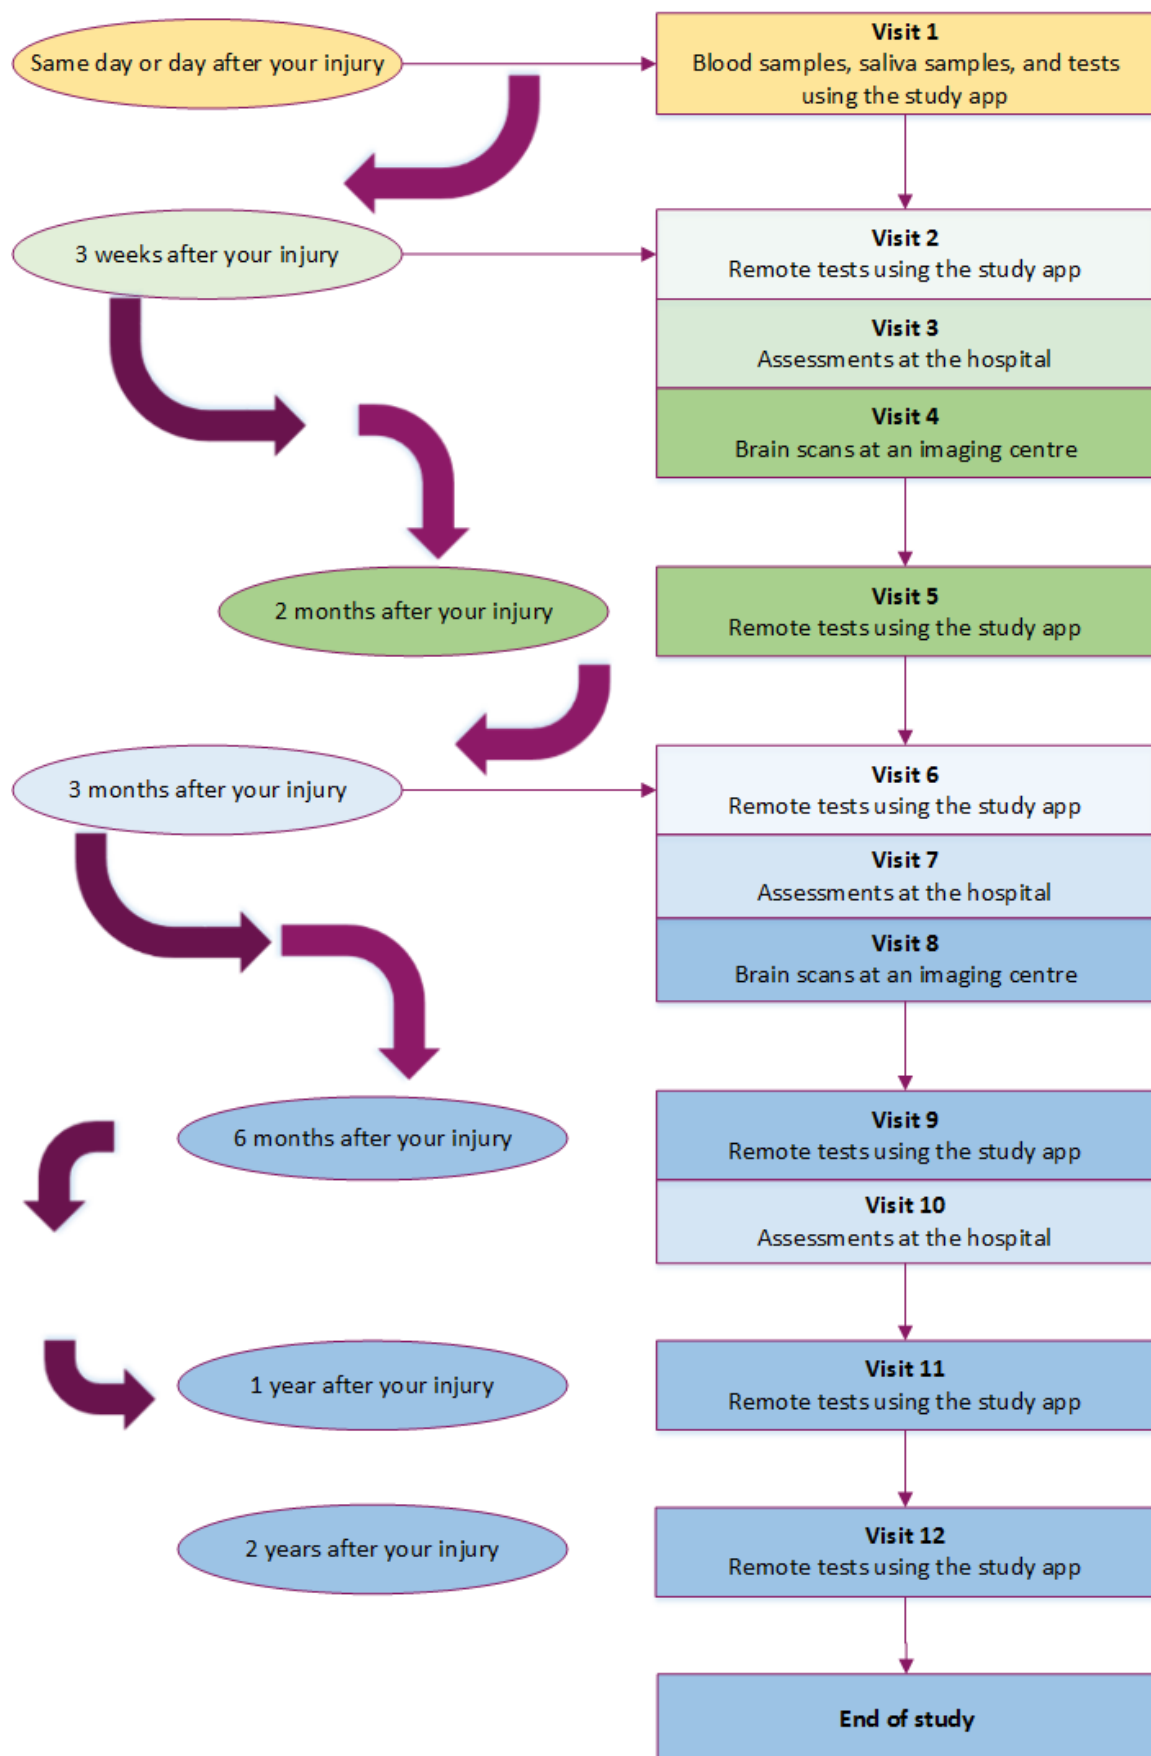 Same day or day after your injury
Visit 1
Blood samples, saliva samples, and tests
using the study app
3 weeks after your injury
Visit 2
Remote tests using the study app
Visit 3
Assessments at the hospital
Visit 4
Brain scans at an imaging centre
2 months after your injury
Visit 5
Remote tests using the study app
3 months after your injury
Visit 6
Remote tests using the study app
Visit 7
Assessments at the hospital
Visit 8
Brain scans at an imaging centre
6 months after your injury
Visit 9
Remote tests using the study app
Visit 10
Assessments at the hospital
1 year after your injury
Visit 11
Remote tests using the study app
2 years after your injury
Visit 12
Remote tests using the study app
End of study